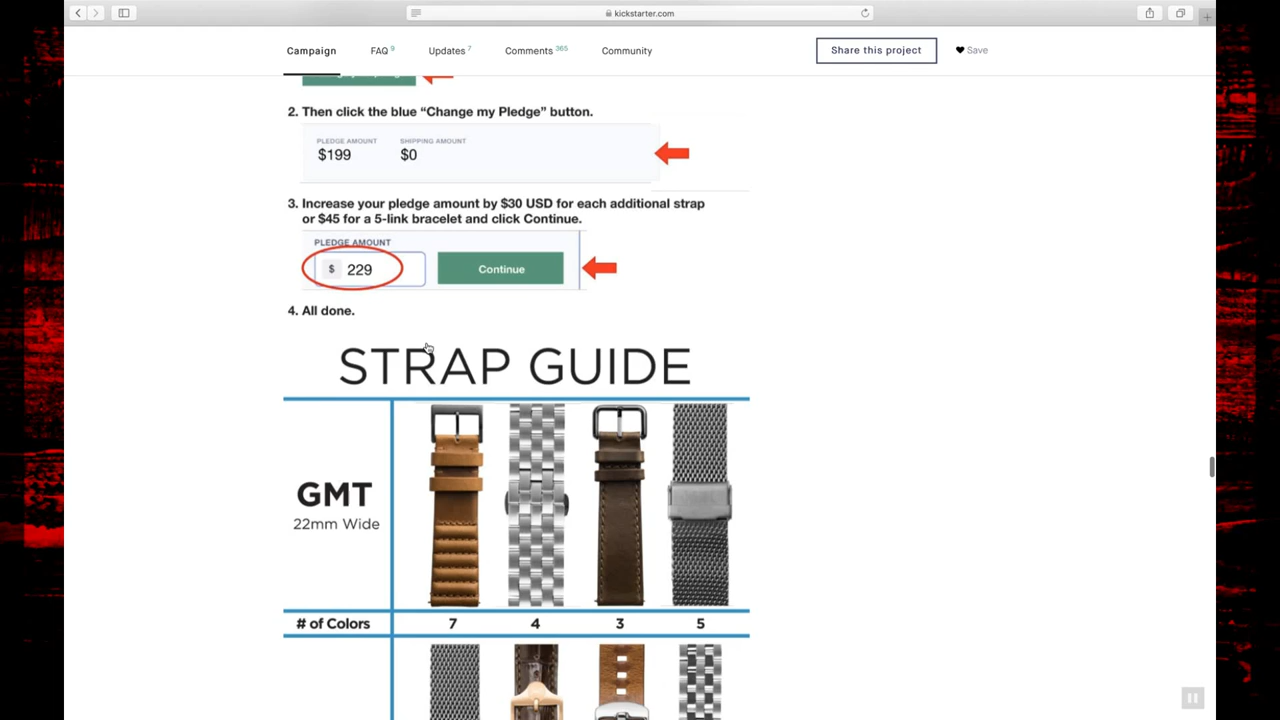 kickstarter.com
Campaign FAQ 9 Updates 7 Comments 365 Community Share this project Save
2. Then click the blue “Change my Pledge” button.
PLEDGE AMOUNT SHIPPING AMOUNT
$199 $0
3. Increase your pledge amount by $30 USD for each additional strap
or $45 for a 5-link bracelet and click Continue.
PLEDGE AMOUNT
$ 229 Continue
4. All done.
STRAP GUIDE
GMT
22mm Wide
# of Colors 7 4 3 5